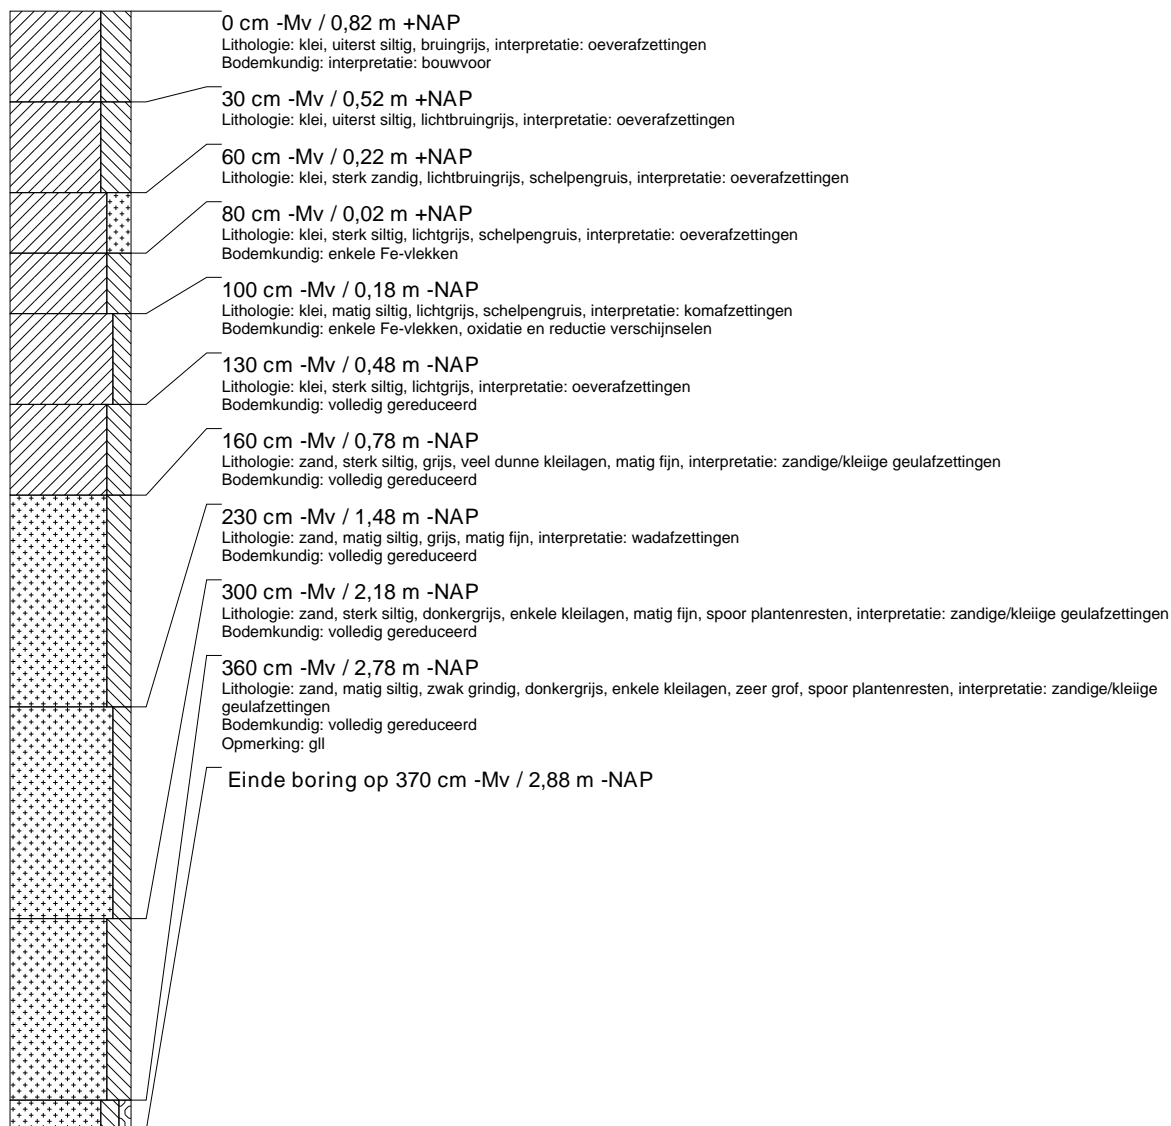 0 cm -Mv / 0,82 m +NAP
Lithologie: klei, uiterst siltig, bruingrijs, interpretatie: oeverafzettingen
Bodemkundig: interpretatie: bouwvoor
30 cm -Mv / 0,52 m +NAP
Lithologie: klei, uiterst siltig, lichtbruingrijs, interpretatie: oeverafzettingen
60 cm -Mv / 0,22 m +NAP
Lithologie: klei, sterk zandig, lichtbruingrijs, schelpengruis, interpretatie: oeverafzettingen
80 cm -Mv / 0,02 m +NAP
Lithologie: klei, sterk siltig, lichtgrijs, schelpengruis, interpretatie: oeverafzettingen
Bodemkundig: enkele Fe-vlekken
100 cm -Mv / 0,18 m -NAP
Lithologie: klei, matig siltig, lichtgrijs, schelpengruis, interpretatie: komafzettingen
Bodemkundig: enkele Fe-vlekken, oxidatie en reductie verschijnselen
130 cm -Mv / 0,48 m -NAP
Lithologie: klei, sterk siltig, lichtgrijs, interpretatie: oeverafzettingen
Bodemkundig: volledig gereduceerd
160 cm -Mv / 0,78 m -NAP
Lithologie: zand, sterk siltig, grijs, veel dunne kleilagen, matig fijn, interpretatie: zandige/kleiige geulafzettingen
Bodemkundig: volledig gereduceerd
230 cm -Mv / 1,48 m -NAP
Lithologie: zand, matig siltig, grijs, matig fijn, interpretatie: wadafzettingen
Bodemkundig: volledig gereduceerd
300 cm -Mv / 2,18 m -NAP
Lithologie: zand, sterk siltig, donkergrijs, enkele kleilagen, matig fijn, spoor plantenresten, interpretatie: zandige/kleiige geulafzettingen
Bodemkundig: volledig gereduceerd
360 cm -Mv / 2,78 m -NAP
Lithologie: zand, matig siltig, zwak grindig, donkergrijs, enkele kleilagen, zeer grof, spoor plantenresten, interpretatie: zandige/kleiige
geulafzettingen
Bodemkundig: volledig gereduceerd
Opmerking: gll
Einde boring op 370 cm -Mv / 2,88 m -NAP